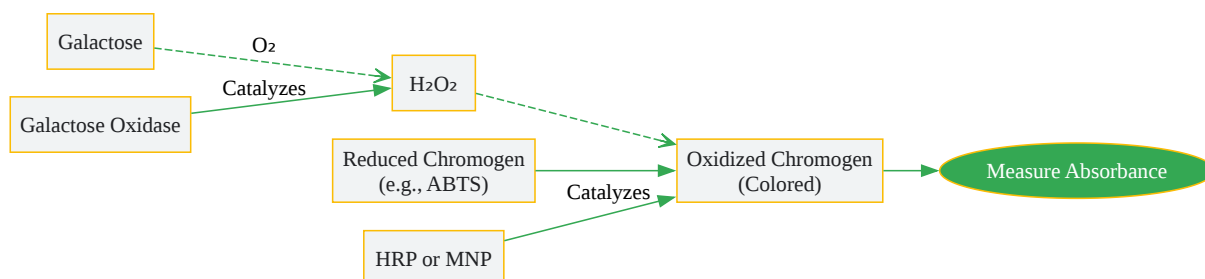 Galactose
O₂
Catalyzes
H₂O₂
Galactose Oxidase
Reduced Chromogen
(e.g., ABTS)
Catalyzes
Oxidized Chromogen
(Colored)
Measure Absorbance
HRP or MNP